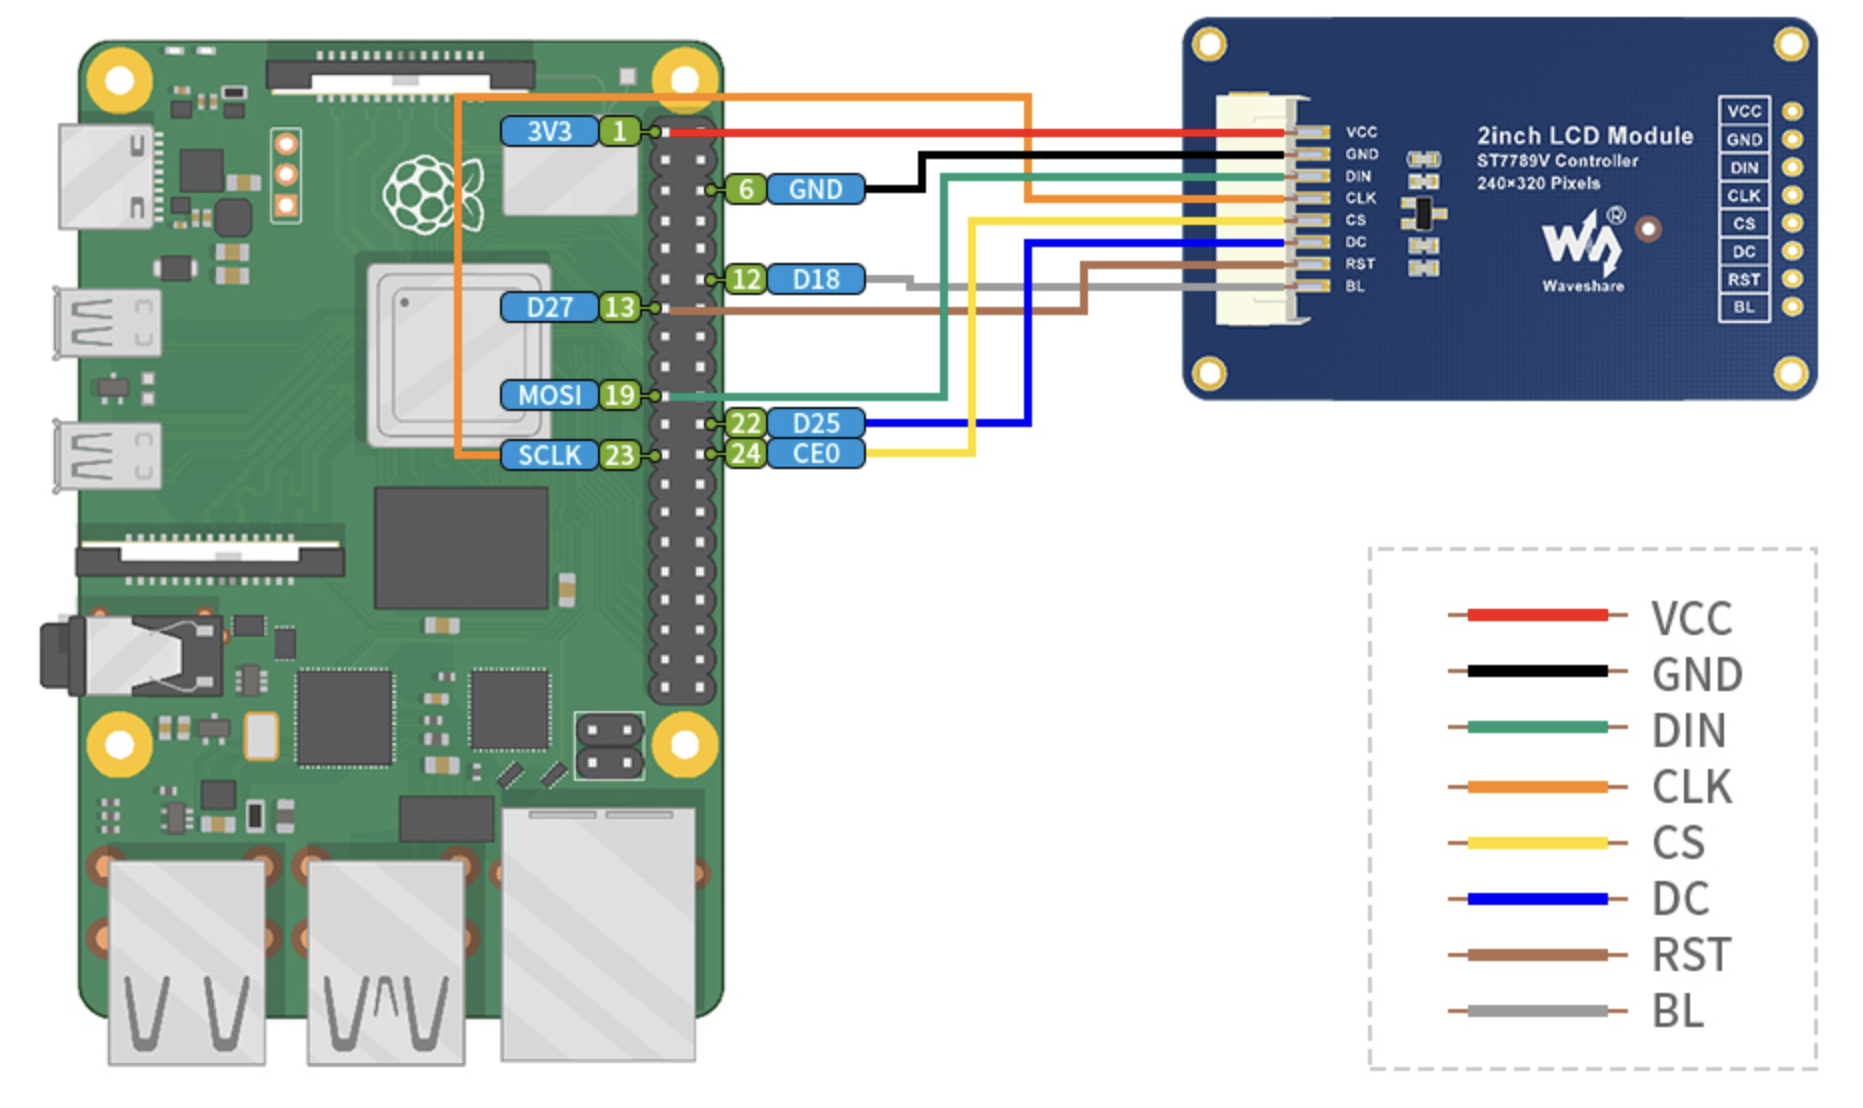 3V3 1
6 GND
12 D18
D27 13
MOSI 19
22 D25
SCLK 23
24 CE0
VCC
GND
DIN
CLK
CS
DC
RST
BL
2inch LCD Module
ST7789V Controller
240×320 Pixels
®
Waveshare
VCC
GND
DIN
CLK
CS
DC
RST
BL
VCC
GND
DIN
CLK
CS
DC
RST
BL